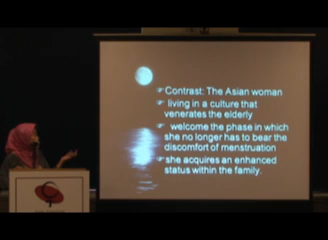 Contrast: The Asian woman
living in a culture that
venerates the elderly
welcome the phase in which
she no longer has to bear the
discomfort of menstruation
she acquires an enhanced
status within the family.